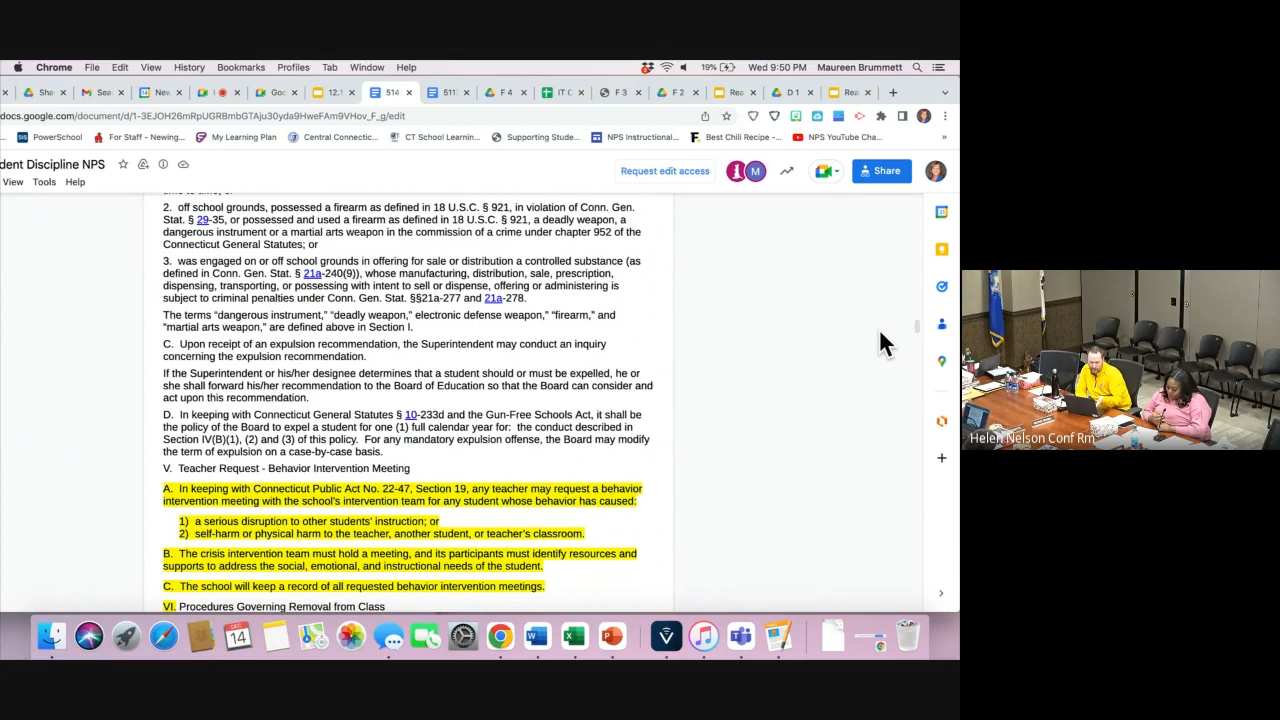 Chrome File Edit View History Bookmarks Profiles Tab Window Help 19% Wed 9:50 PM Maureen Brummett
Sha Sea New Goo 12.1 514 511 F 4 IT C F 3 F 2 Rea D 1 Rea
docs.google.com/document/d/1-3EJOH26mRpUGRBmbGTAju30yda9HweFAm9VHov_F_g/edit
PowerSchool For Staff - Newing... My Learning Plan Central Connectic... CT School Learnin... Supporting Stude... NPS Instructional... Best Chili Recipe -... NPS YouTube Cha...
dent Discipline NPS
Request edit access M Share
View Tools Help
2. off school grounds, possessed a firearm as defined in 18 U.S.C. § 921, in violation of Conn. Gen.
Stat. § 29-35, or possessed and used a firearm as defined in 18 U.S.C. § 921, a deadly weapon, a
dangerous instrument or a martial arts weapon in the commission of a crime under chapter 952 of the
Connecticut General Statutes; or
3. was engaged on or off school grounds in offering for sale or distribution a controlled substance (as
defined in Conn. Gen. Stat. § 21a-240(9)), whose manufacturing, distribution, sale, prescription,
dispensing, transporting, or possessing with intent to sell or dispense, offering or administering is
subject to criminal penalties under Conn. Gen. Stat. §§21a-277 and 21a-278.
The terms “dangerous instrument,” “deadly weapon,” electronic defense weapon,” “firearm,” and
“martial arts weapon,” are defined above in Section I.
C. Upon receipt of an expulsion recommendation, the Superintendent may conduct an inquiry
concerning the expulsion recommendation.
If the Superintendent or his/her designee determines that a student should or must be expelled, he or
she shall forward his/her recommendation to the Board of Education so that the Board can consider and
act upon this recommendation.
D. In keeping with Connecticut General Statutes § 10-233d and the Gun-Free Schools Act, it shall be
the policy of the Board to expel a student for one (1) full calendar year for: the conduct described in
Section IV(B)(1), (2) and (3) of this policy. For any mandatory expulsion offense, the Board may modify
the term of expulsion on a case-by-case basis.
V. Teacher Request - Behavior Intervention Meeting
A. In keeping with Connecticut Public Act No. 22-47, Section 19, any teacher may request a behavior
intervention meeting with the school's intervention team for any student whose behavior has caused:
1) a serious disruption to other students' instruction; or
2) self-harm or physical harm to the teacher, another student, or teacher's classroom.
B. The crisis intervention team must hold a meeting, and its participants must identify resources and
supports to address the social, emotional, and instructional needs of the student.
C. The school will keep a record of all requested behavior intervention meetings.
VI. Procedures Governing Removal from Class
DEC
14
Helen Nelson Conf Rm